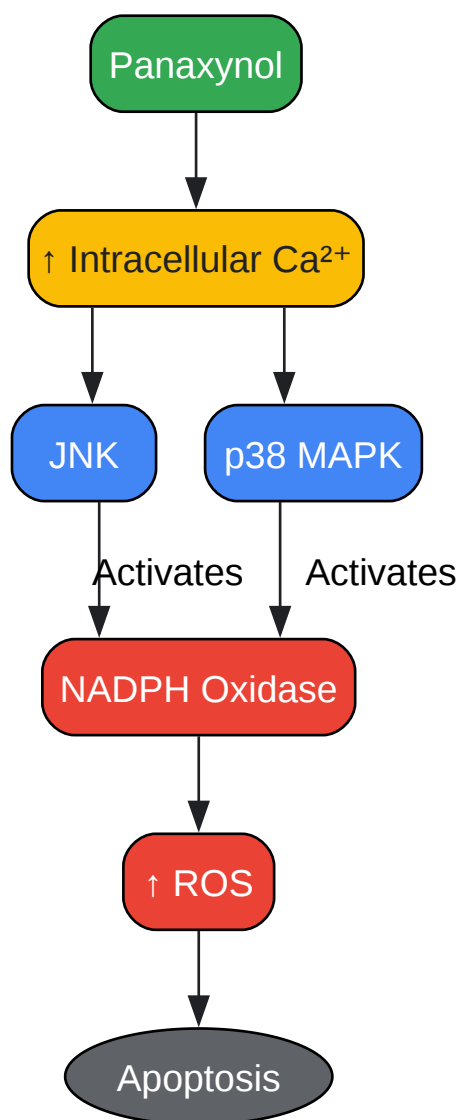 Panaxynol
↑ Intracellular Ca²⁺
JNK
p38 MAPK
Activates
Activates
NADPH Oxidase
↑ ROS
Apoptosis